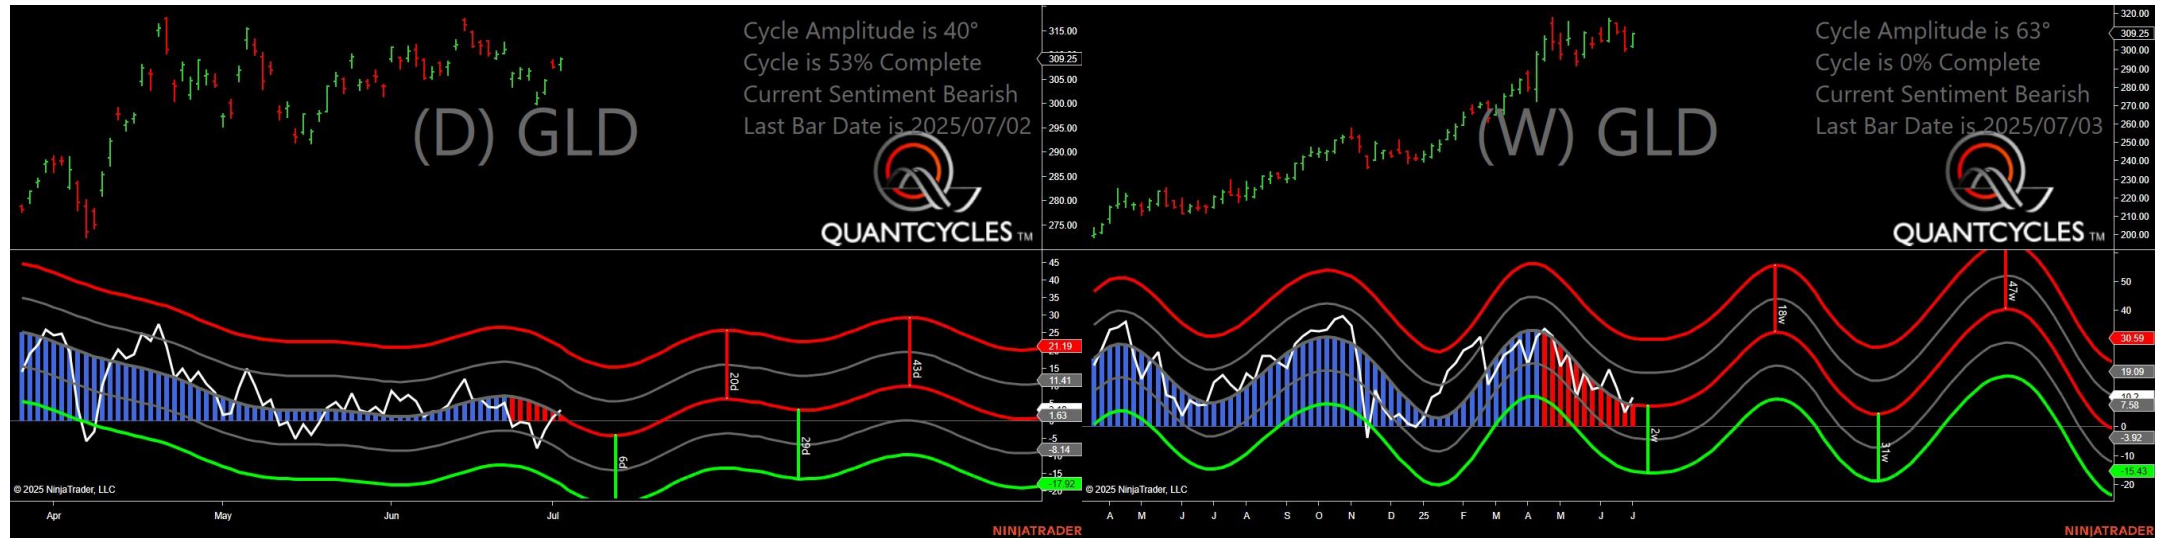 Cycle Amplitude is 40°
Cycle is 53% Complete
Current Sentiment Bearish
Last Bar Date is 2025/07/02
(D) GLD
QUANTCYCLES TM
315.00
309.25
305.00
300.00
295.00
290.00
285.00
280.00
275.00
45
40
35
30
25
21.19
15
11.41
5
1.63
-5
-8.14
-15
-17.92
-20
6d
20d
29d
43d
© 2025 NinjaTrader, LLC
Apr
May
Jun
Jul
NINJATRADER
Cycle Amplitude is 63°
Cycle is 0% Complete
Current Sentiment Bearish
Last Bar Date is 2025/07/03
(W) GLD
QUANTCYCLES TM
320.00
309.25
300.00
290.00
280.00
270.00
260.00
250.00
240.00
230.00
220.00
210.00
200.00
50
40
30.59
19.09
10.2
7.58
0
-3.92
-10
-15.43
-20
2w
18w
31w
47w
© 2025 NinjaTrader, LLC
A M J J A S O N D 25 F M A M J J
NINJATRADER